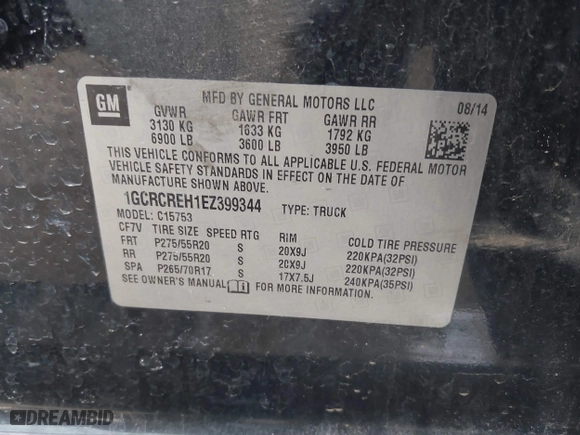 GM
MFD BY GENERAL MOTORS LLC
08/14
GVWR GAWR FRT GAWR RR
3130 KG 1633 KG 1792 KG
6900 LB 3600 LB 3950 LB
THIS VEHICLE CONFORMS TO ALL APPLICABLE U.S. FEDERAL MOTOR
VEHICLE SAFETY STANDARDS IN EFFECT ON THE DATE OF
MANUFACTURE SHOWN ABOVE.
1GCRCREH1EZ399344 TYPE: TRUCK
MODEL: C15753
CF7V TIRE SIZE SPEED RTG RIM COLD TIRE PRESSURE
FRT P275/55R20 S 20X9J 220KPA(32PSI)
RR P275/55R20 S 20X9J 220KPA(32PSI)
SPA P265/70R17 S 17X7.5J 240KPA(35PSI)
SEE OWNER'S MANUAL FOR MORE INFORMATION.
DREAMBID